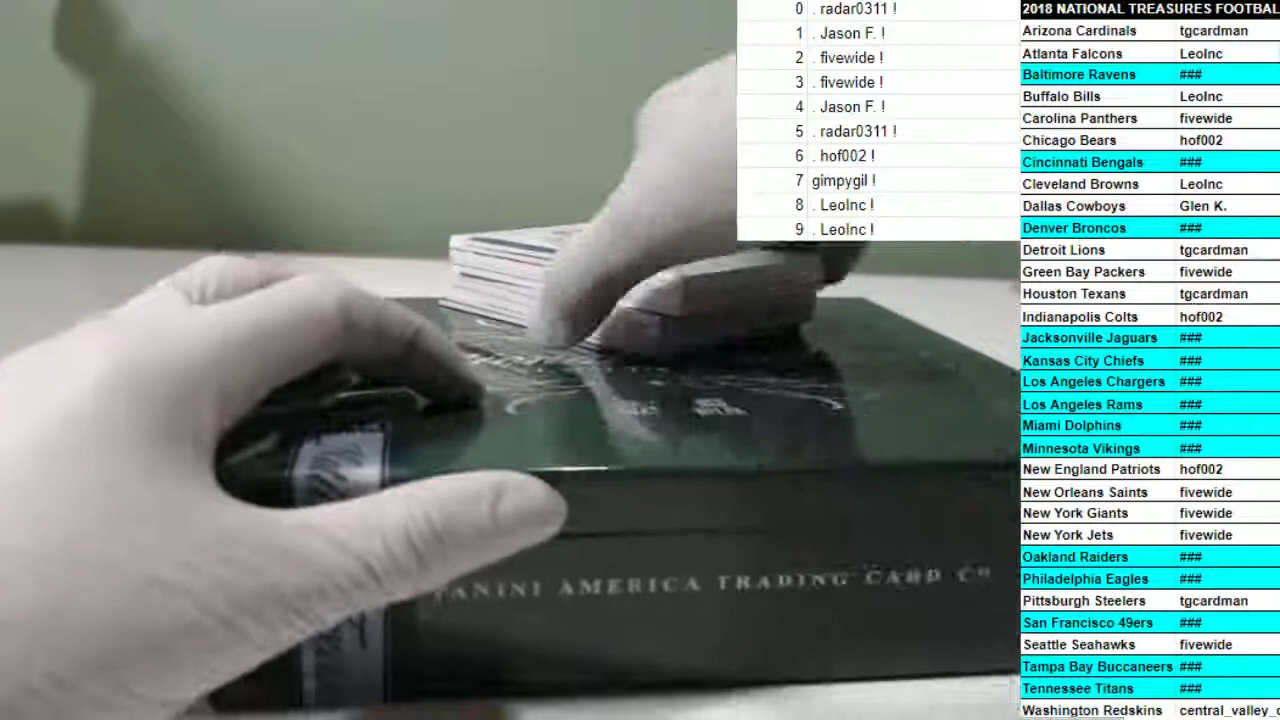 0 . radar0311 !
1 . Jason F. !
2 . fivewide !
3 . fivewide !
4 . Jason F. !
5 . radar0311 !
6 . hof002 !
7 gimpygil !
8 . LeoInc !
9 . LeoInc !
2018 NATIONAL TREASURES FOOTBAL
Arizona Cardinals tgcardman
Atlanta Falcons LeoInc
Baltimore Ravens ###
Buffalo Bills LeoInc
Carolina Panthers fivewide
Chicago Bears hof002
Cincinnati Bengals ###
Cleveland Browns LeoInc
Dallas Cowboys Glen K.
Denver Broncos ###
Detroit Lions tgcardman
Green Bay Packers fivewide
Houston Texans tgcardman
Indianapolis Colts hof002
Jacksonville Jaguars ###
Kansas City Chiefs ###
Los Angeles Chargers ###
Los Angeles Rams ###
Miami Dolphins ###
Minnesota Vikings ###
New England Patriots hof002
New Orleans Saints fivewide
New York Giants fivewide
New York Jets fivewide
Oakland Raiders ###
Philadelphia Eagles ###
Pittsburgh Steelers tgcardman
San Francisco 49ers ###
Seattle Seahawks fivewide
Tampa Bay Buccaneers ###
Tennessee Titans ###
Washington Redskins central_valley_
PANINI AMERICA TRADING CARD CO